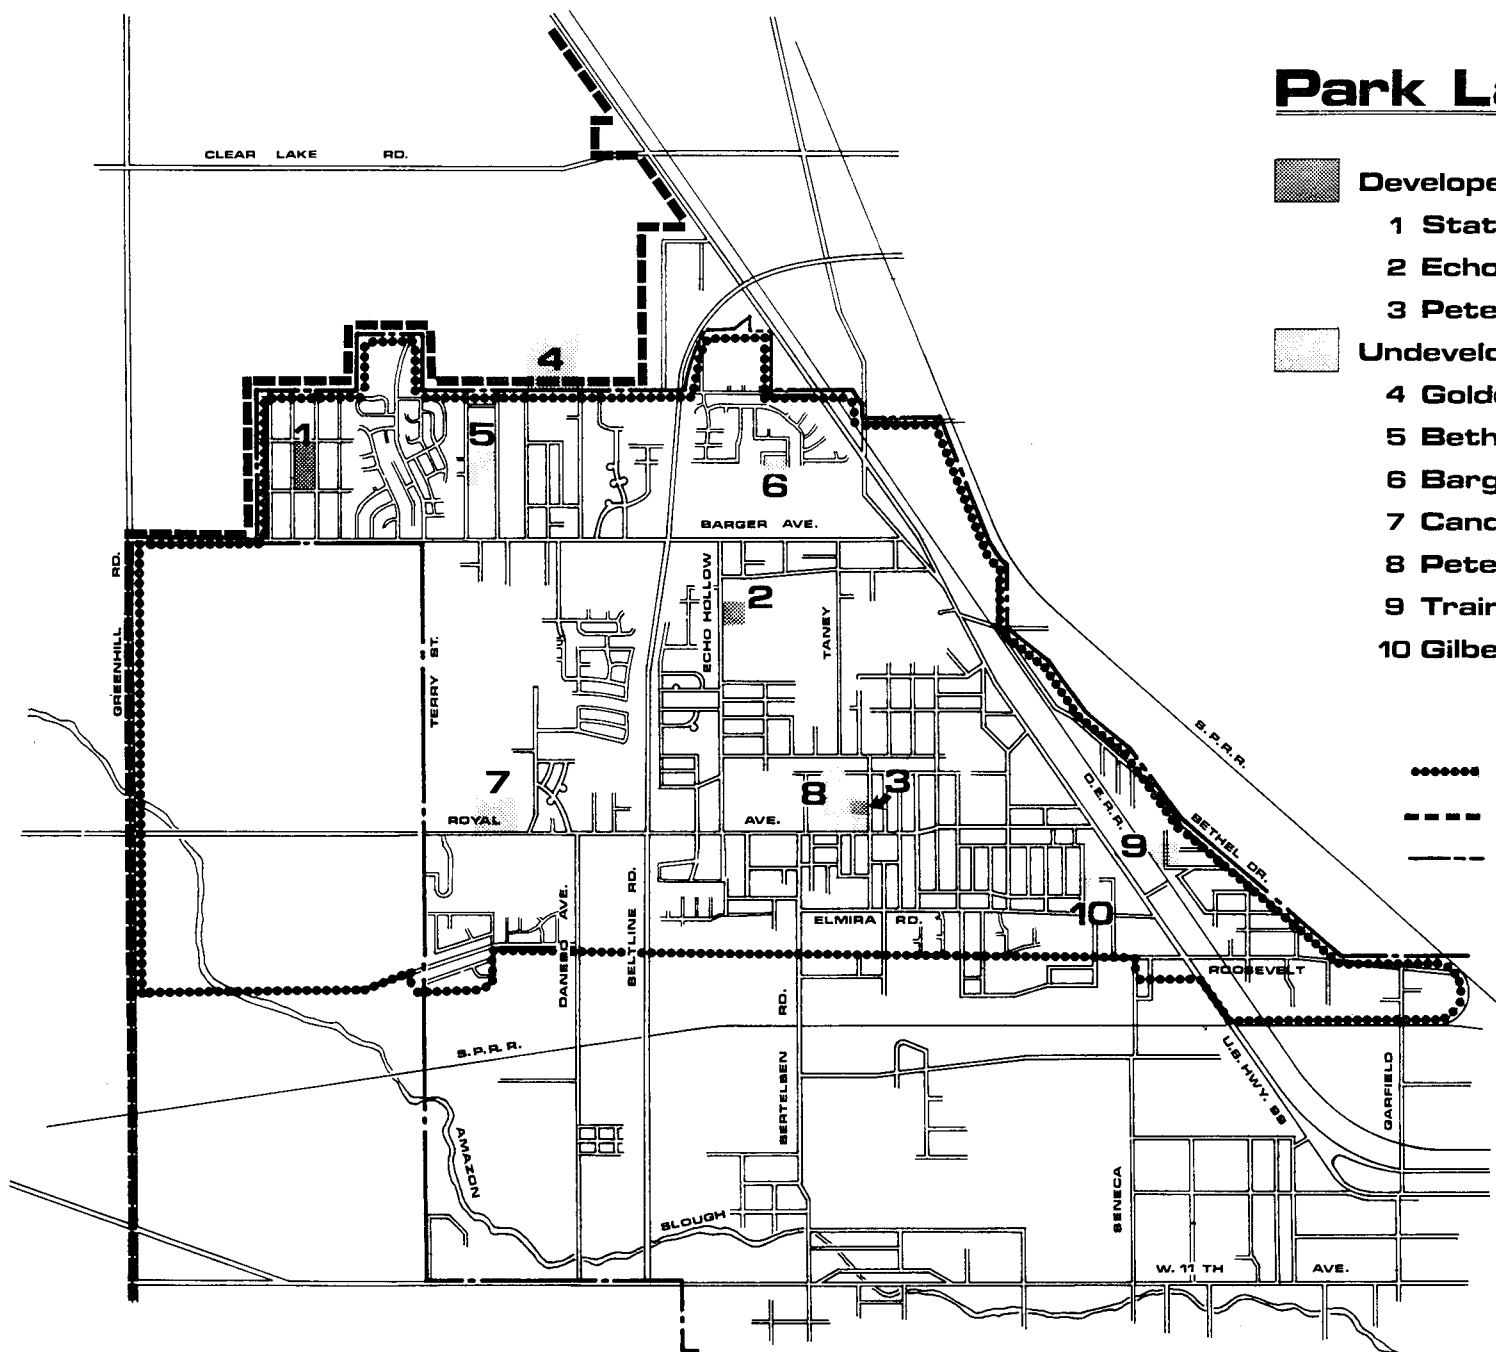 Park La
Develope
1 Stat
2 Echo
3 Pete
Undevelo
4 Golde
5 Beth
6 Barg
7 Cand
8 Pete
9 Train
10 Gilbe
CLEAR LAKE RD.
4
1
5
6
BARGER AVE.
GREENHILL RD.
TERRY ST.
ECHO HOLLOW
2
TANEY
S.P.R.R.
7
8
3
ROYAL AVE.
D.E.R.R.
BETHEL DR.
9
10
DANEBO AVE.
BELTLINE RD.
ELMIRA RD.
ROOSEVELT
S.P.R.R.
BERTELSEN RD.
U.S. HWY. 99
GARFIELD
AMAZON
SLOUGH
SENECA
W. 11 TH AVE.